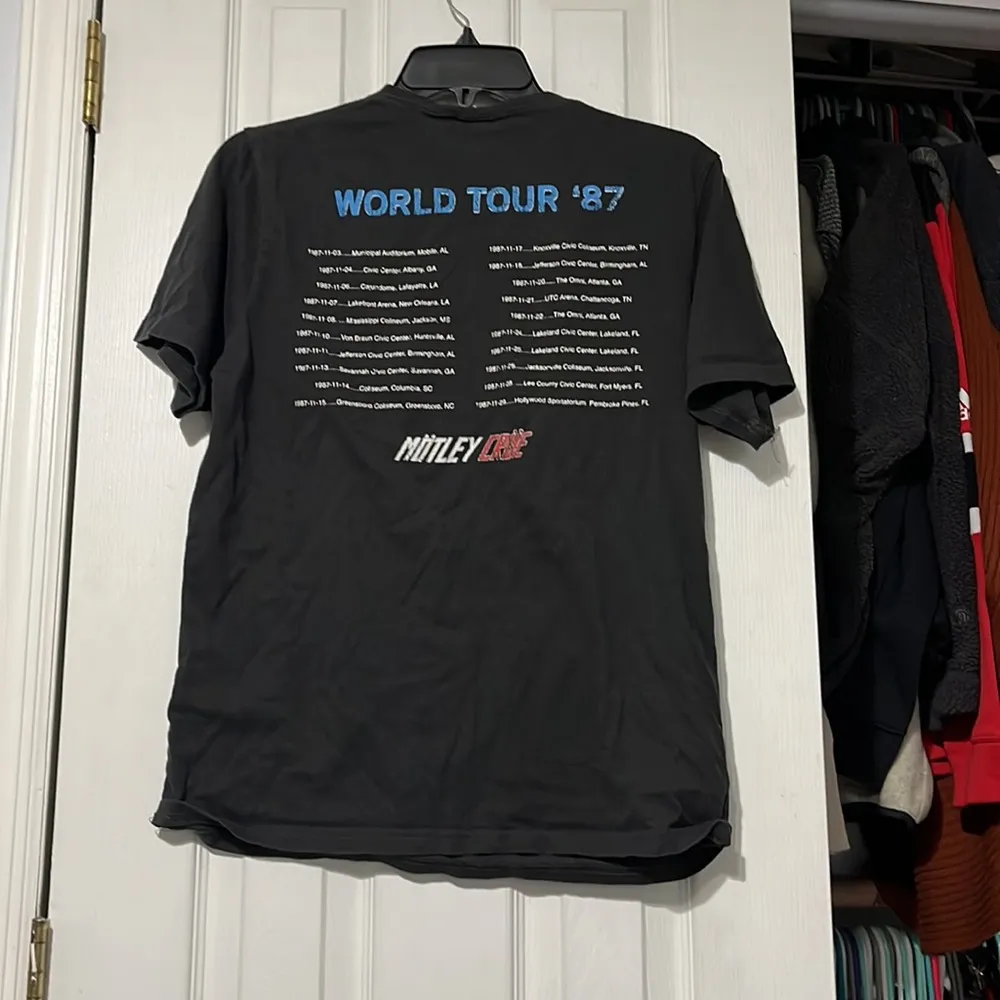 WORLD TOUR '87
1987-11-03.....Municipal Auditorium, Mobile, AL
1987-11-04.....Civic Center, Albany, GA
1987-11-06.....Cajundome, Lafayette, LA
1987-11-07.....Lakefront Arena, New Orleans, LA
1987-11-08.....Mississippi Coliseum, Jackson, MS
1987-11-10.....Von Braun Civic Center, Huntsville, AL
1987-11-11.....Jefferson Civic Center, Birmingham, AL
1987-11-13.....Savannah Civic Center, Savannah, GA
1987-11-14.....Coliseum, Columbia, SC
1987-11-15.....Greensboro Coliseum, Greensboro, NC
1987-11-17.....Knoxville Civic Coliseum, Knoxville, TN
1987-11-18.....Jefferson Civic Center, Birmingham, AL
1987-11-20.....The Omni, Atlanta, GA
1987-11-21.....UTC Arena, Chattanooga, TN
1987-11-22.....The Omni, Atlanta, GA
1987-11-24.....Lakeland Civic Center, Lakeland, FL
1987-11-25.....Lakeland Civic Center, Lakeland, FL
Jacksonville Coliseum, Jacksonville, FL
1987-11-28.....Lee County Civic Center, Fort Myers, FL
1987-11-29.....Hollywood Sportatorium, Pembroke Pines, FL
MÖTLEY CRÜE